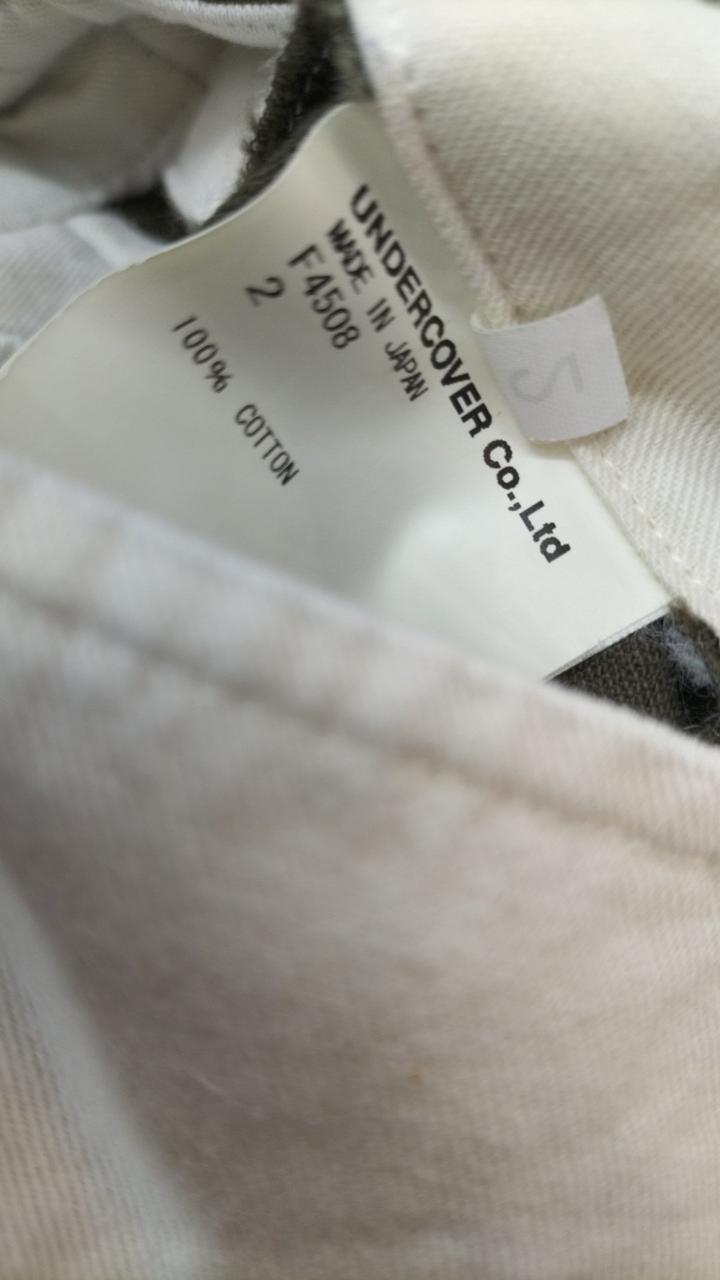 UNDERCOVER Co.,Ltd
MADE IN JAPAN
F4508
2
100% COTTON